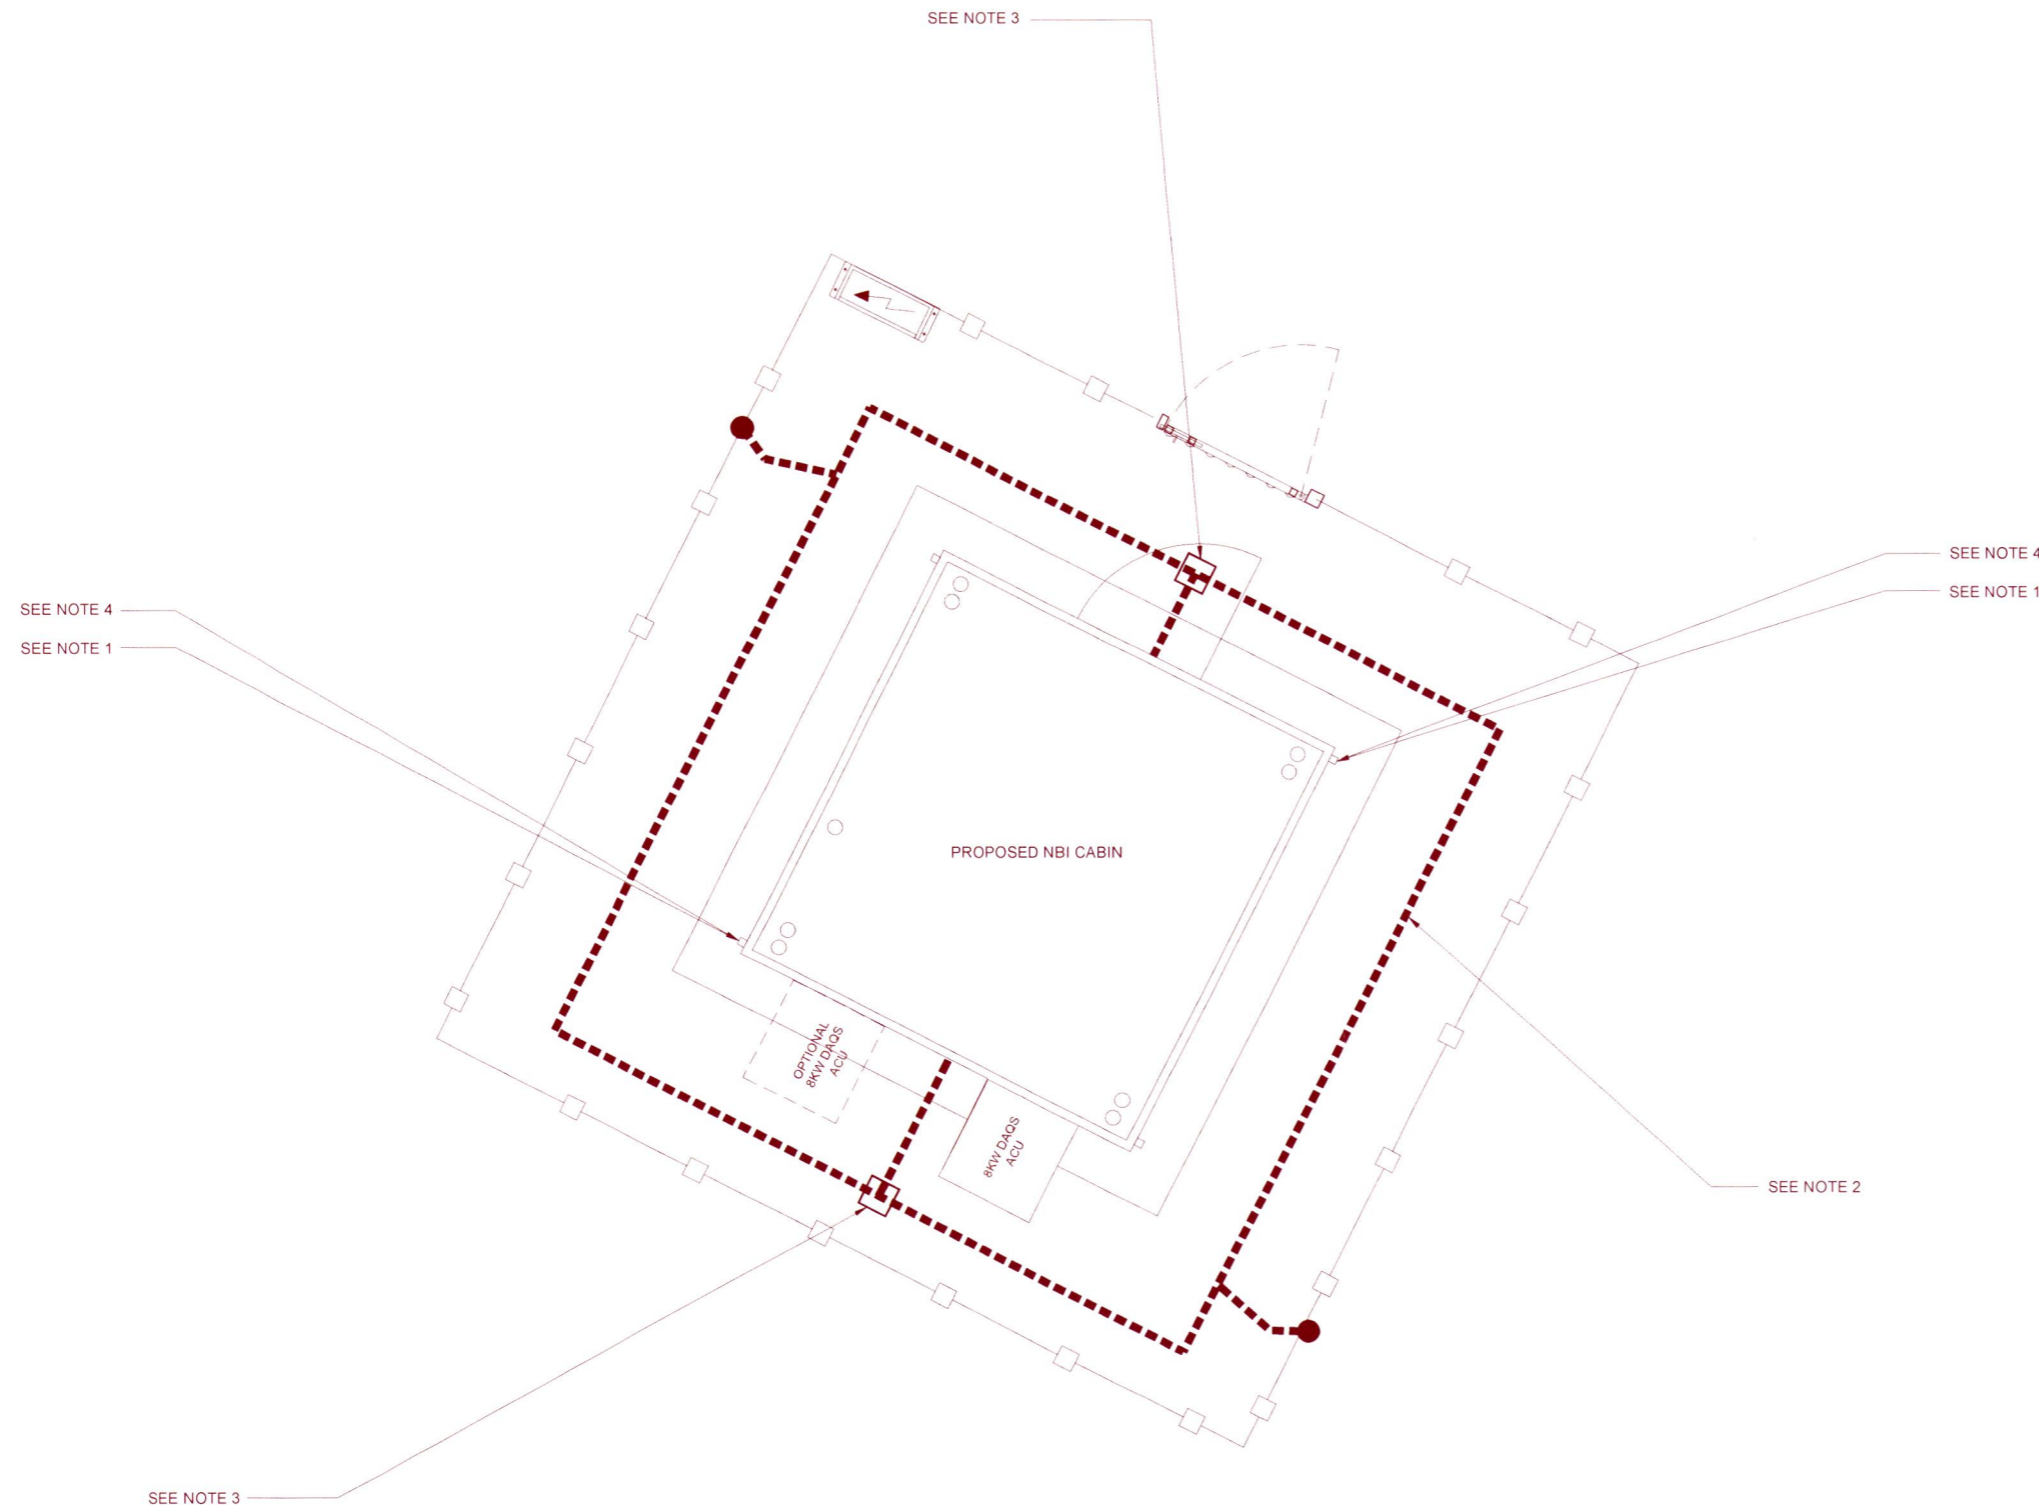 SEE NOTE 3
SEE NOTE 4
SEE NOTE 1
SEE NOTE 4
SEE NOTE 1
PROPOSED NBI CABIN
OPTIONAL
8KW DAQS
ACU
8KW DAQS
ACU
SEE NOTE 2
SEE NOTE 3